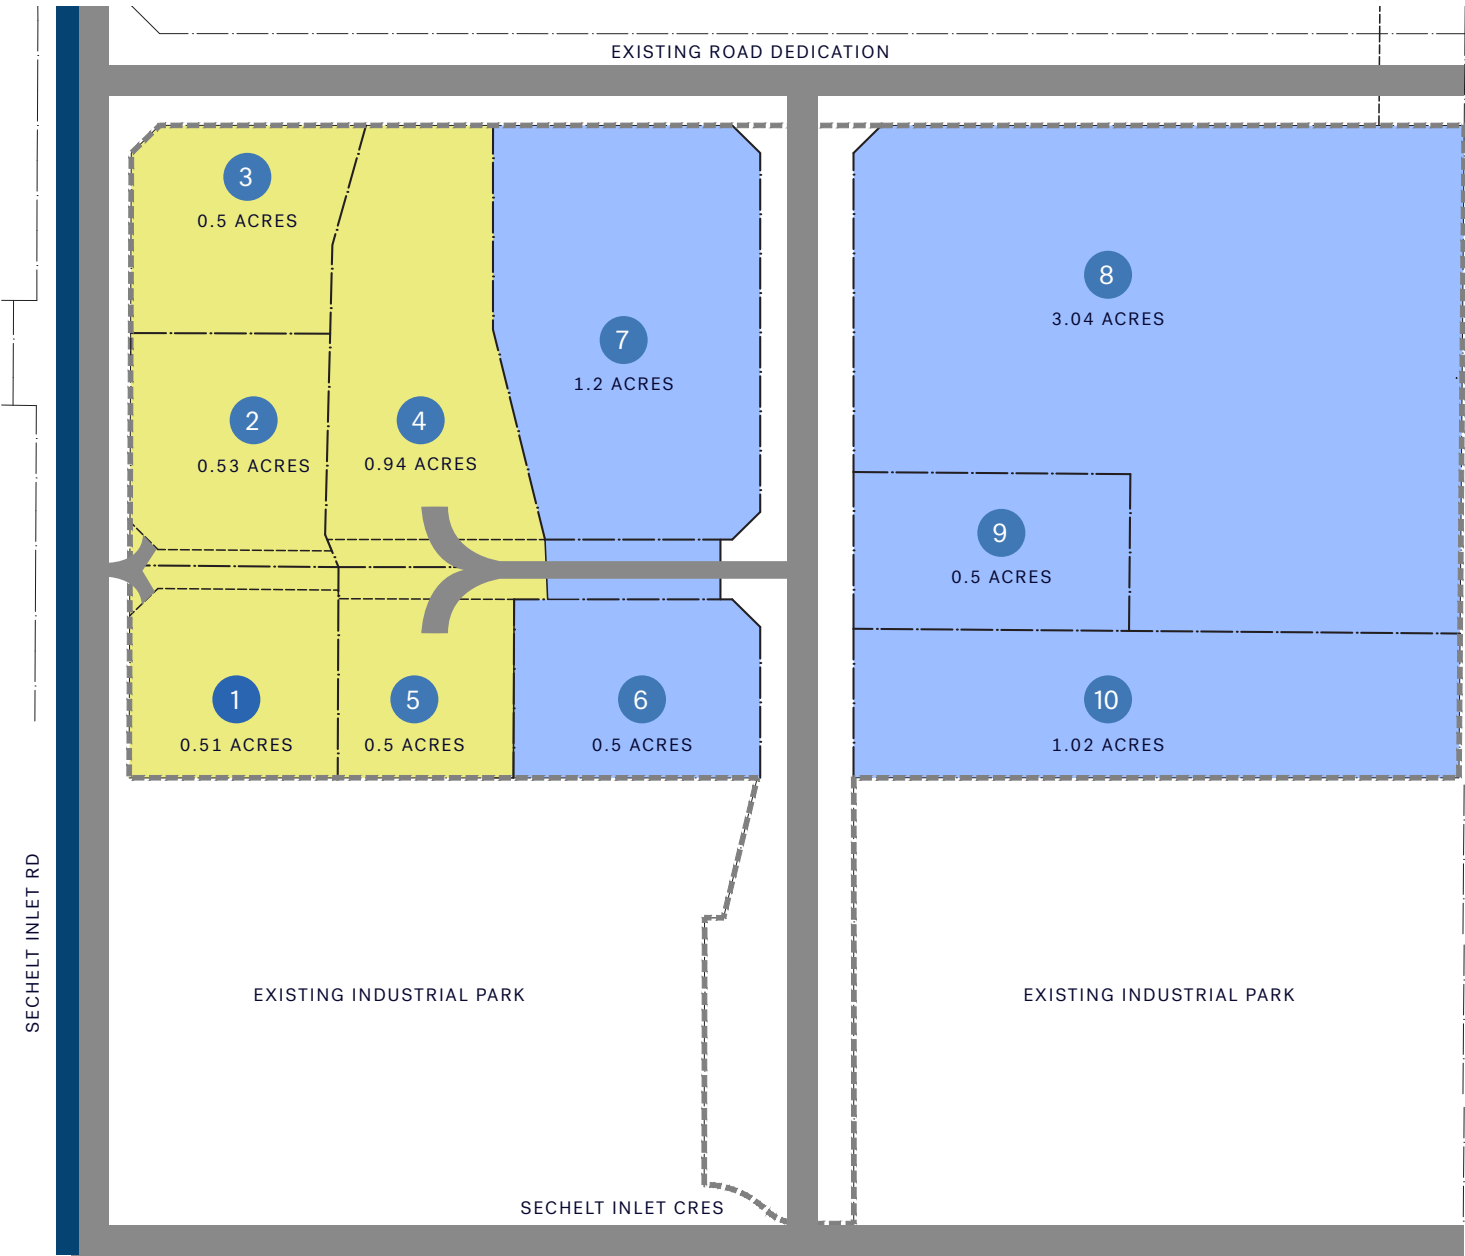 EXISTING ROAD DEDICATION
3
0.5 ACRES
8
3.04 ACRES
7
1.2 ACRES
2
0.53 ACRES
4
0.94 ACRES
9
0.5 ACRES
1
0.51 ACRES
5
0.5 ACRES
6
0.5 ACRES
10
1.02 ACRES
SECHELT INLET RD
EXISTING INDUSTRIAL PARK
EXISTING INDUSTRIAL PARK
SECHELT INLET CRES